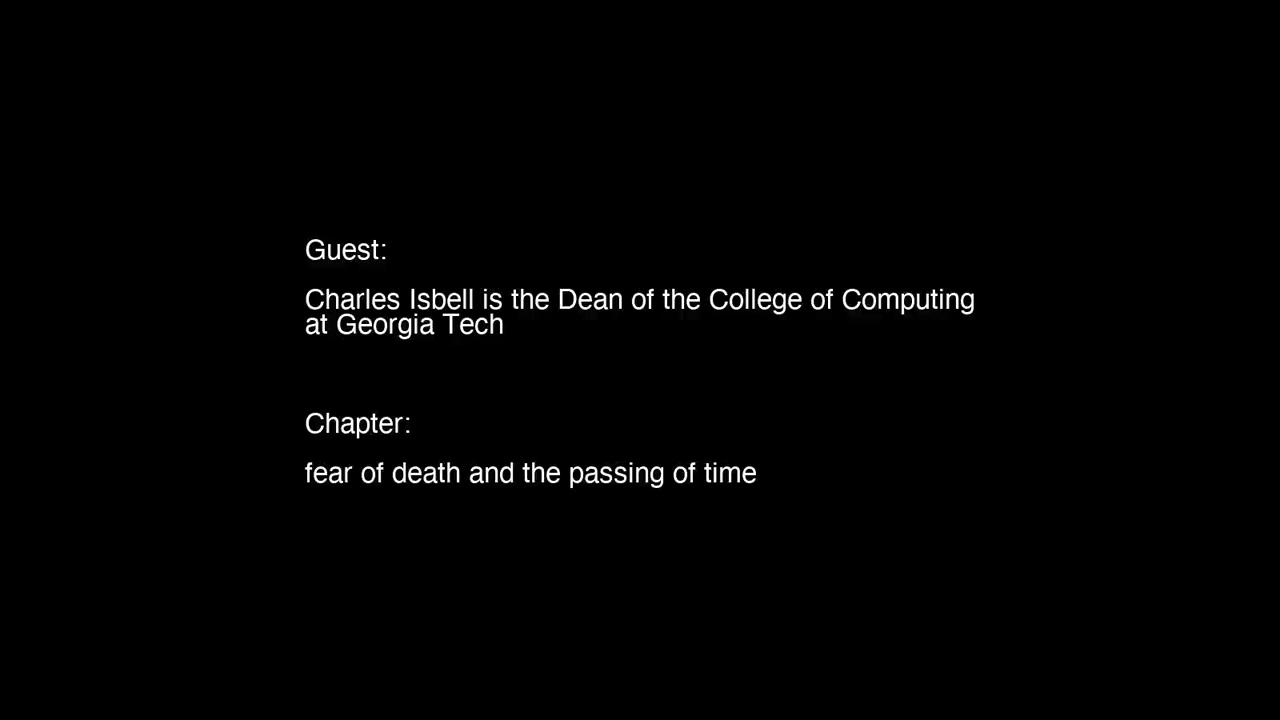 Guest:
Charles Isbell is the Dean of the College of Computing
at Georgia Tech
Chapter:
fear of death and the passing of time